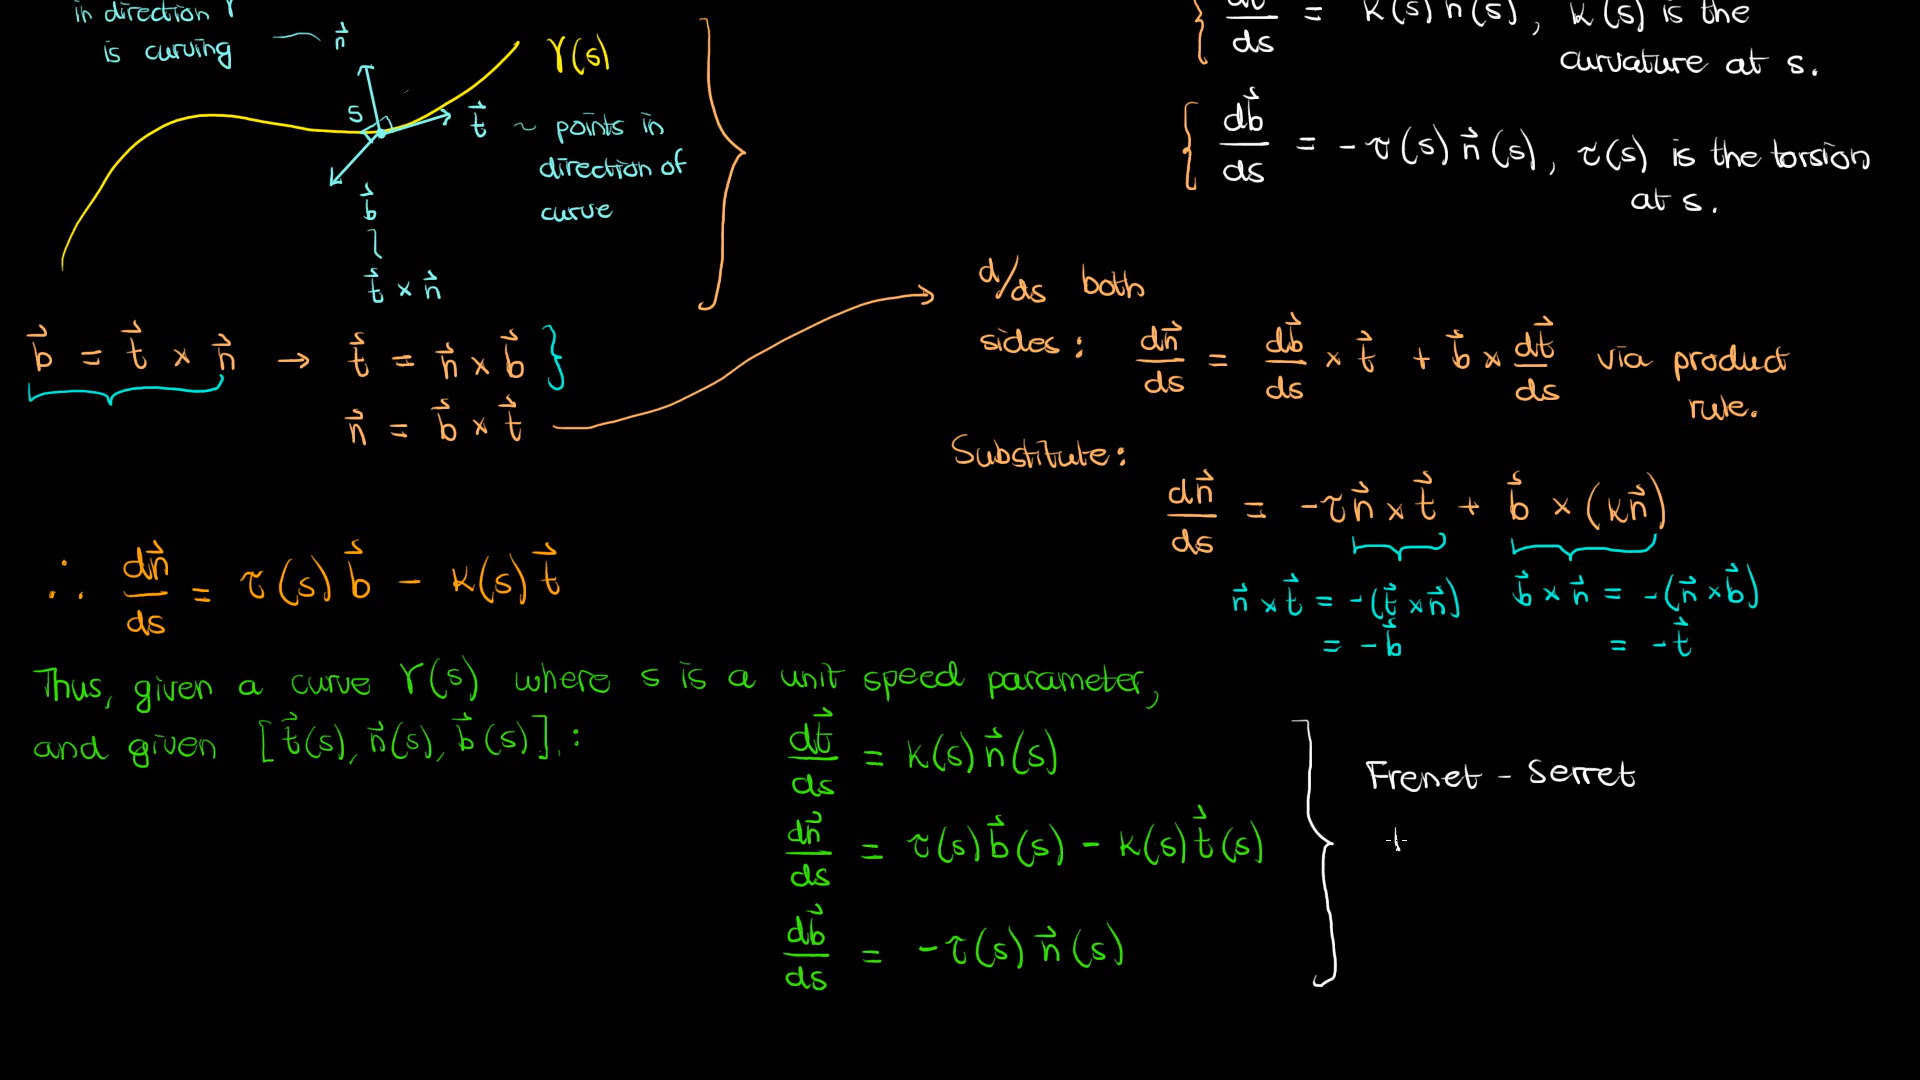 in direction γ
is curving — n⃗
γ(s)
s
t⃗ ~ points in
direction of
curve
b⃗
t⃗ × n⃗
dt⃗/ds = κ(s) n⃗(s), κ(s) is the
curvature at s.
db⃗/ds = -τ(s) n⃗(s), τ(s) is the torsion
at s.
b⃗ = t⃗ × n⃗ → t⃗ = n⃗ × b⃗
n⃗ = b⃗ × t⃗
d/ds both
sides: dn⃗/ds = db⃗/ds × t⃗ + b⃗ × dt⃗/ds via product
rule.
Substitute:
dn⃗/ds = -τn⃗ × t⃗ + b⃗ × (κn⃗)
n⃗ × t⃗ = -(t⃗ × n⃗)
= -b⃗
b⃗ × n⃗ = -(n⃗ × b⃗)
= -t⃗
∴ dn⃗/ds = τ(s) b⃗ - κ(s) t⃗
Thus, given a curve γ(s) where s is a unit speed parameter,
and given [t⃗(s), n⃗(s), b⃗(s)]:
dt⃗/ds = κ(s) n⃗(s)
dn⃗/ds = τ(s) b⃗(s) - κ(s) t⃗(s)
db⃗/ds = -τ(s) n⃗(s)
Frenet - Serret